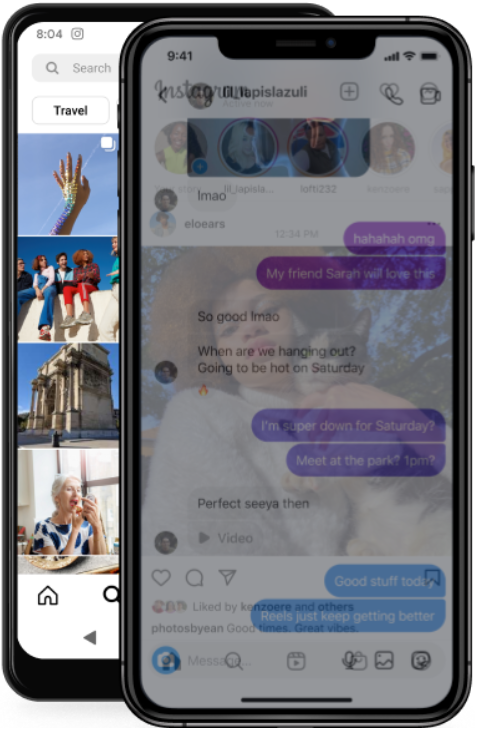 8:04
Search
Travel
9:41
Instagram
lil_lapislazuli
Active now
lil_lapisla...
lofti232
kenzoere
lmao
eloears
12:34 PM
hahahah omg
My friend Sarah will love this
So good lmao
When are we hanging out?
Going to be hot on Saturday
🔥
I'm super down for Saturday?
Meet at the park? 1pm?
Perfect seeya then
Video
Good stuff today
Liked by kenzoere and others
Reels just keep getting better
photosbyean Good times. Great vibes.
Message...